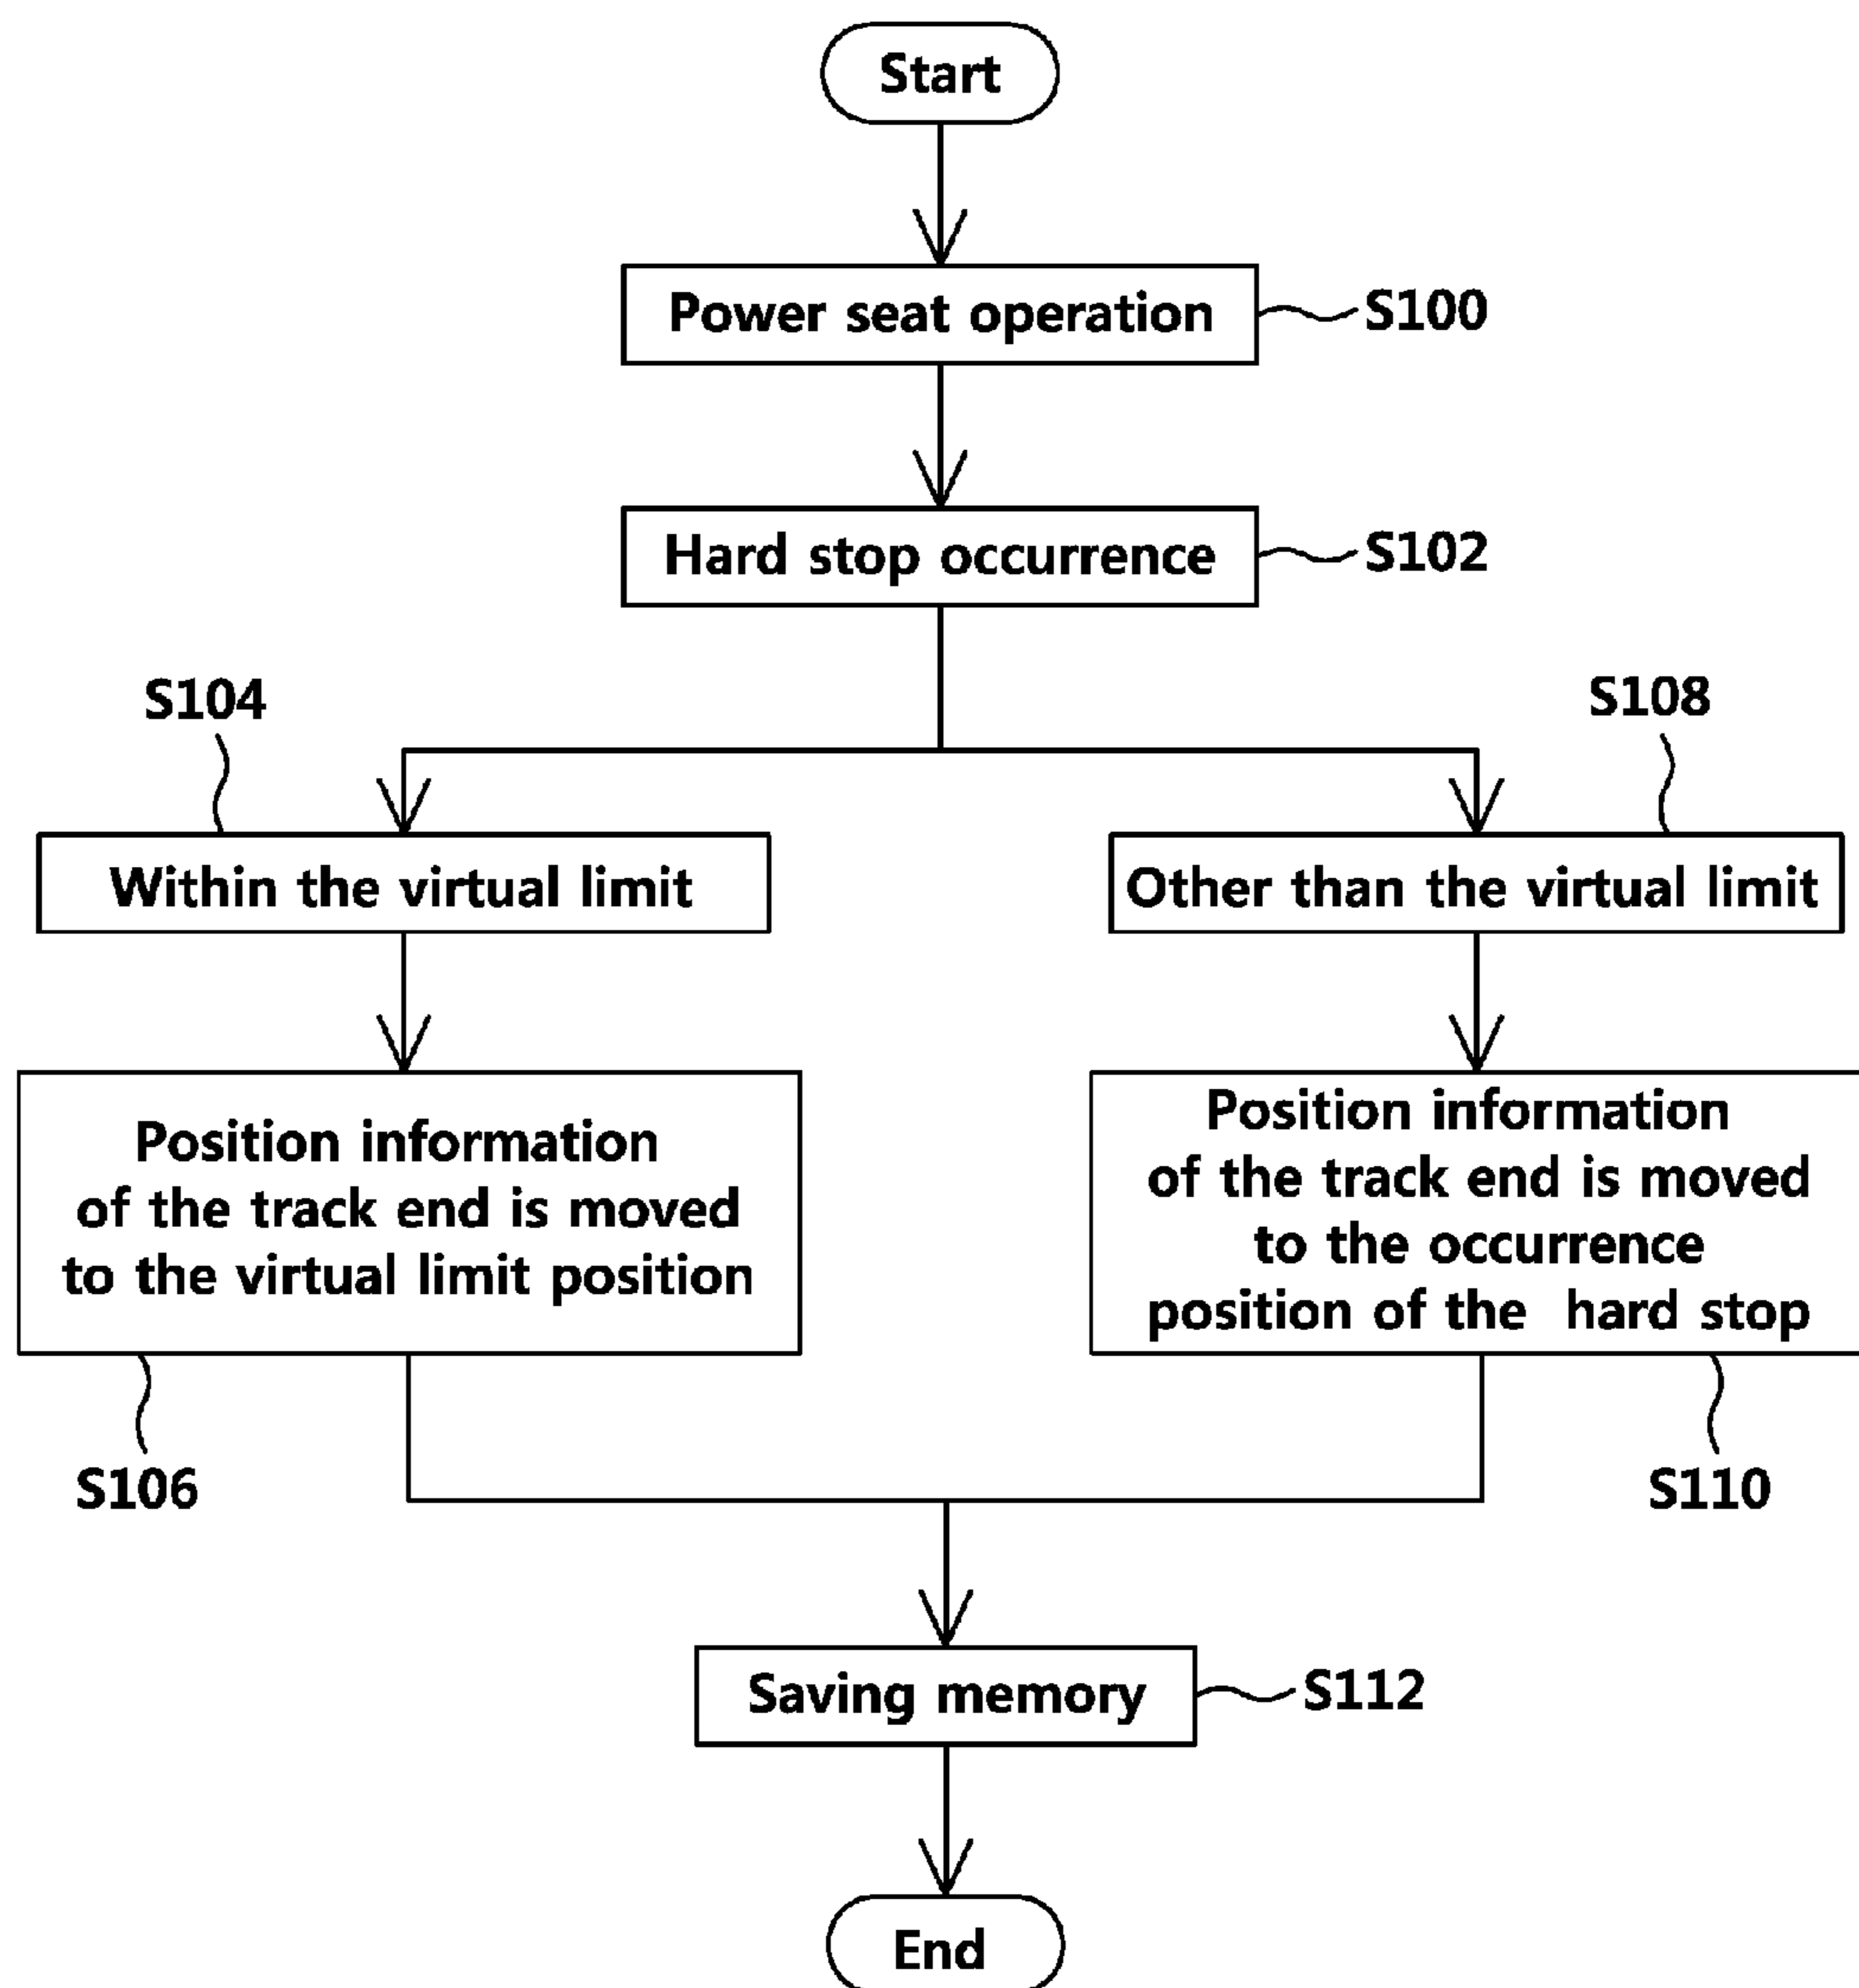 Start
Power seat operation
S100
Hard stop occurrence
S102
S104
S108
Within the virtual limit
Other than the virtual limit
Position information
of the track end is moved
to the virtual limit position
Position information
of the track end is moved
to the occurrence
position of the hard stop
S106
S110
Saving memory
S112
End